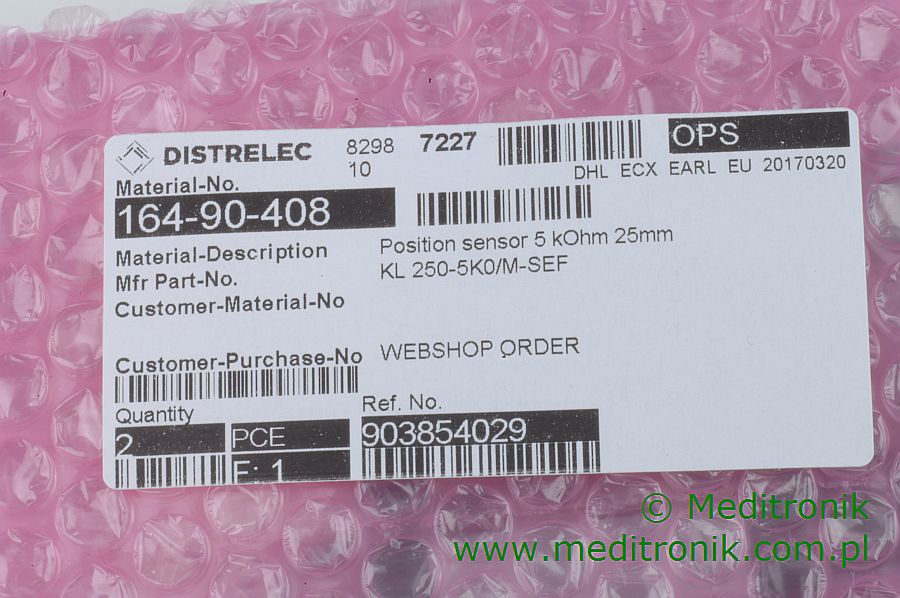 DISTRELEC 8298 7227 OPS
10 DHL ECX EARL EU 20170320
Material-No.
164-90-408
Material-Description Position sensor 5 kOhm 25mm
Mfr Part-No. KL 250-5K0/M-SEF
Customer-Material-No
Customer-Purchase-No WEBSHOP ORDER
Quantity Ref. No.
2 PCE 903854029
F: 1
© Meditronik
www.meditronik.com.pl